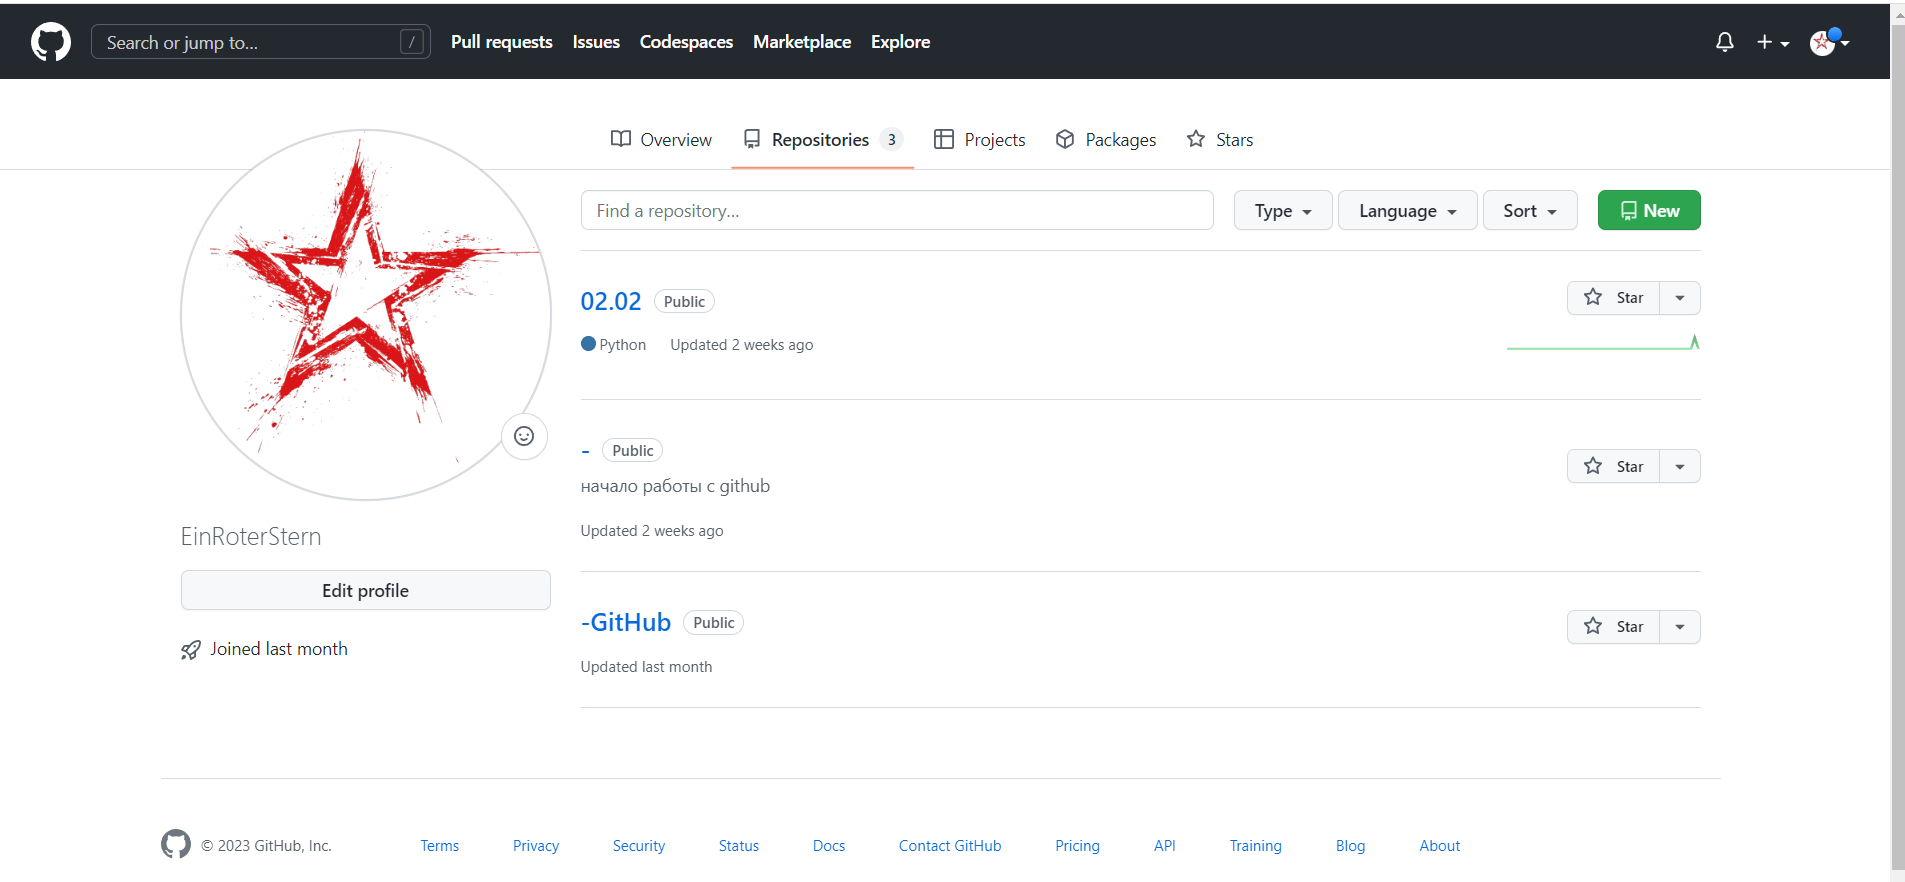 Search or jump to... / Pull requests Issues Codespaces Marketplace Explore
Overview Repositories 3 Projects Packages Stars
Find a repository... Type Language Sort New
02.02 Public Star
Python Updated 2 weeks ago
- Public Star
начало работы с github
Updated 2 weeks ago
EinRoterStern
Edit profile
Joined last month
-GitHub Public Star
Updated last month
© 2023 GitHub, Inc. Terms Privacy Security Status Docs Contact GitHub Pricing API Training Blog About